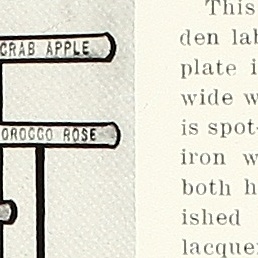 CRAB APPLE
OROCCO ROSE
This
den lab
plate i
wide w
is spot-
iron w
both h
ished
lacque